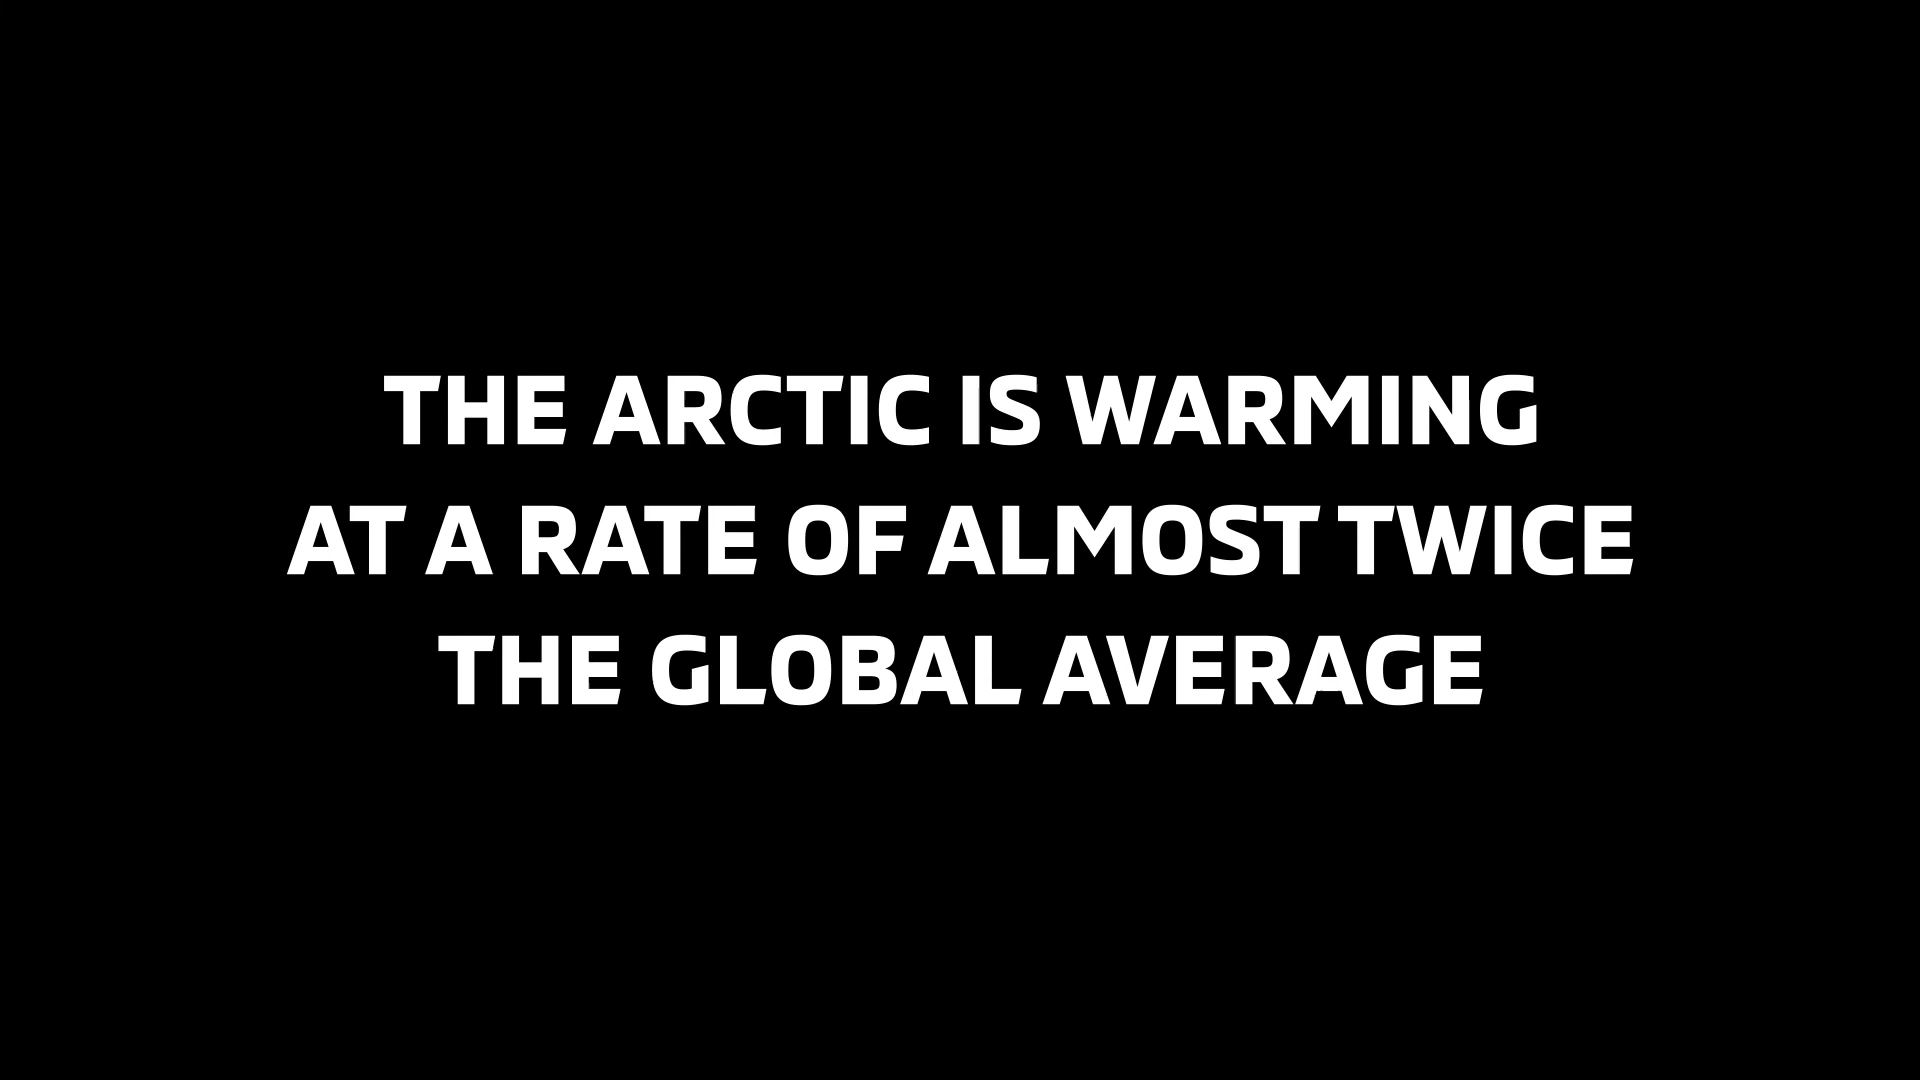 THE ARCTIC IS WARMING
AT A RATE OF ALMOST TWICE
THE GLOBAL AVERAGE